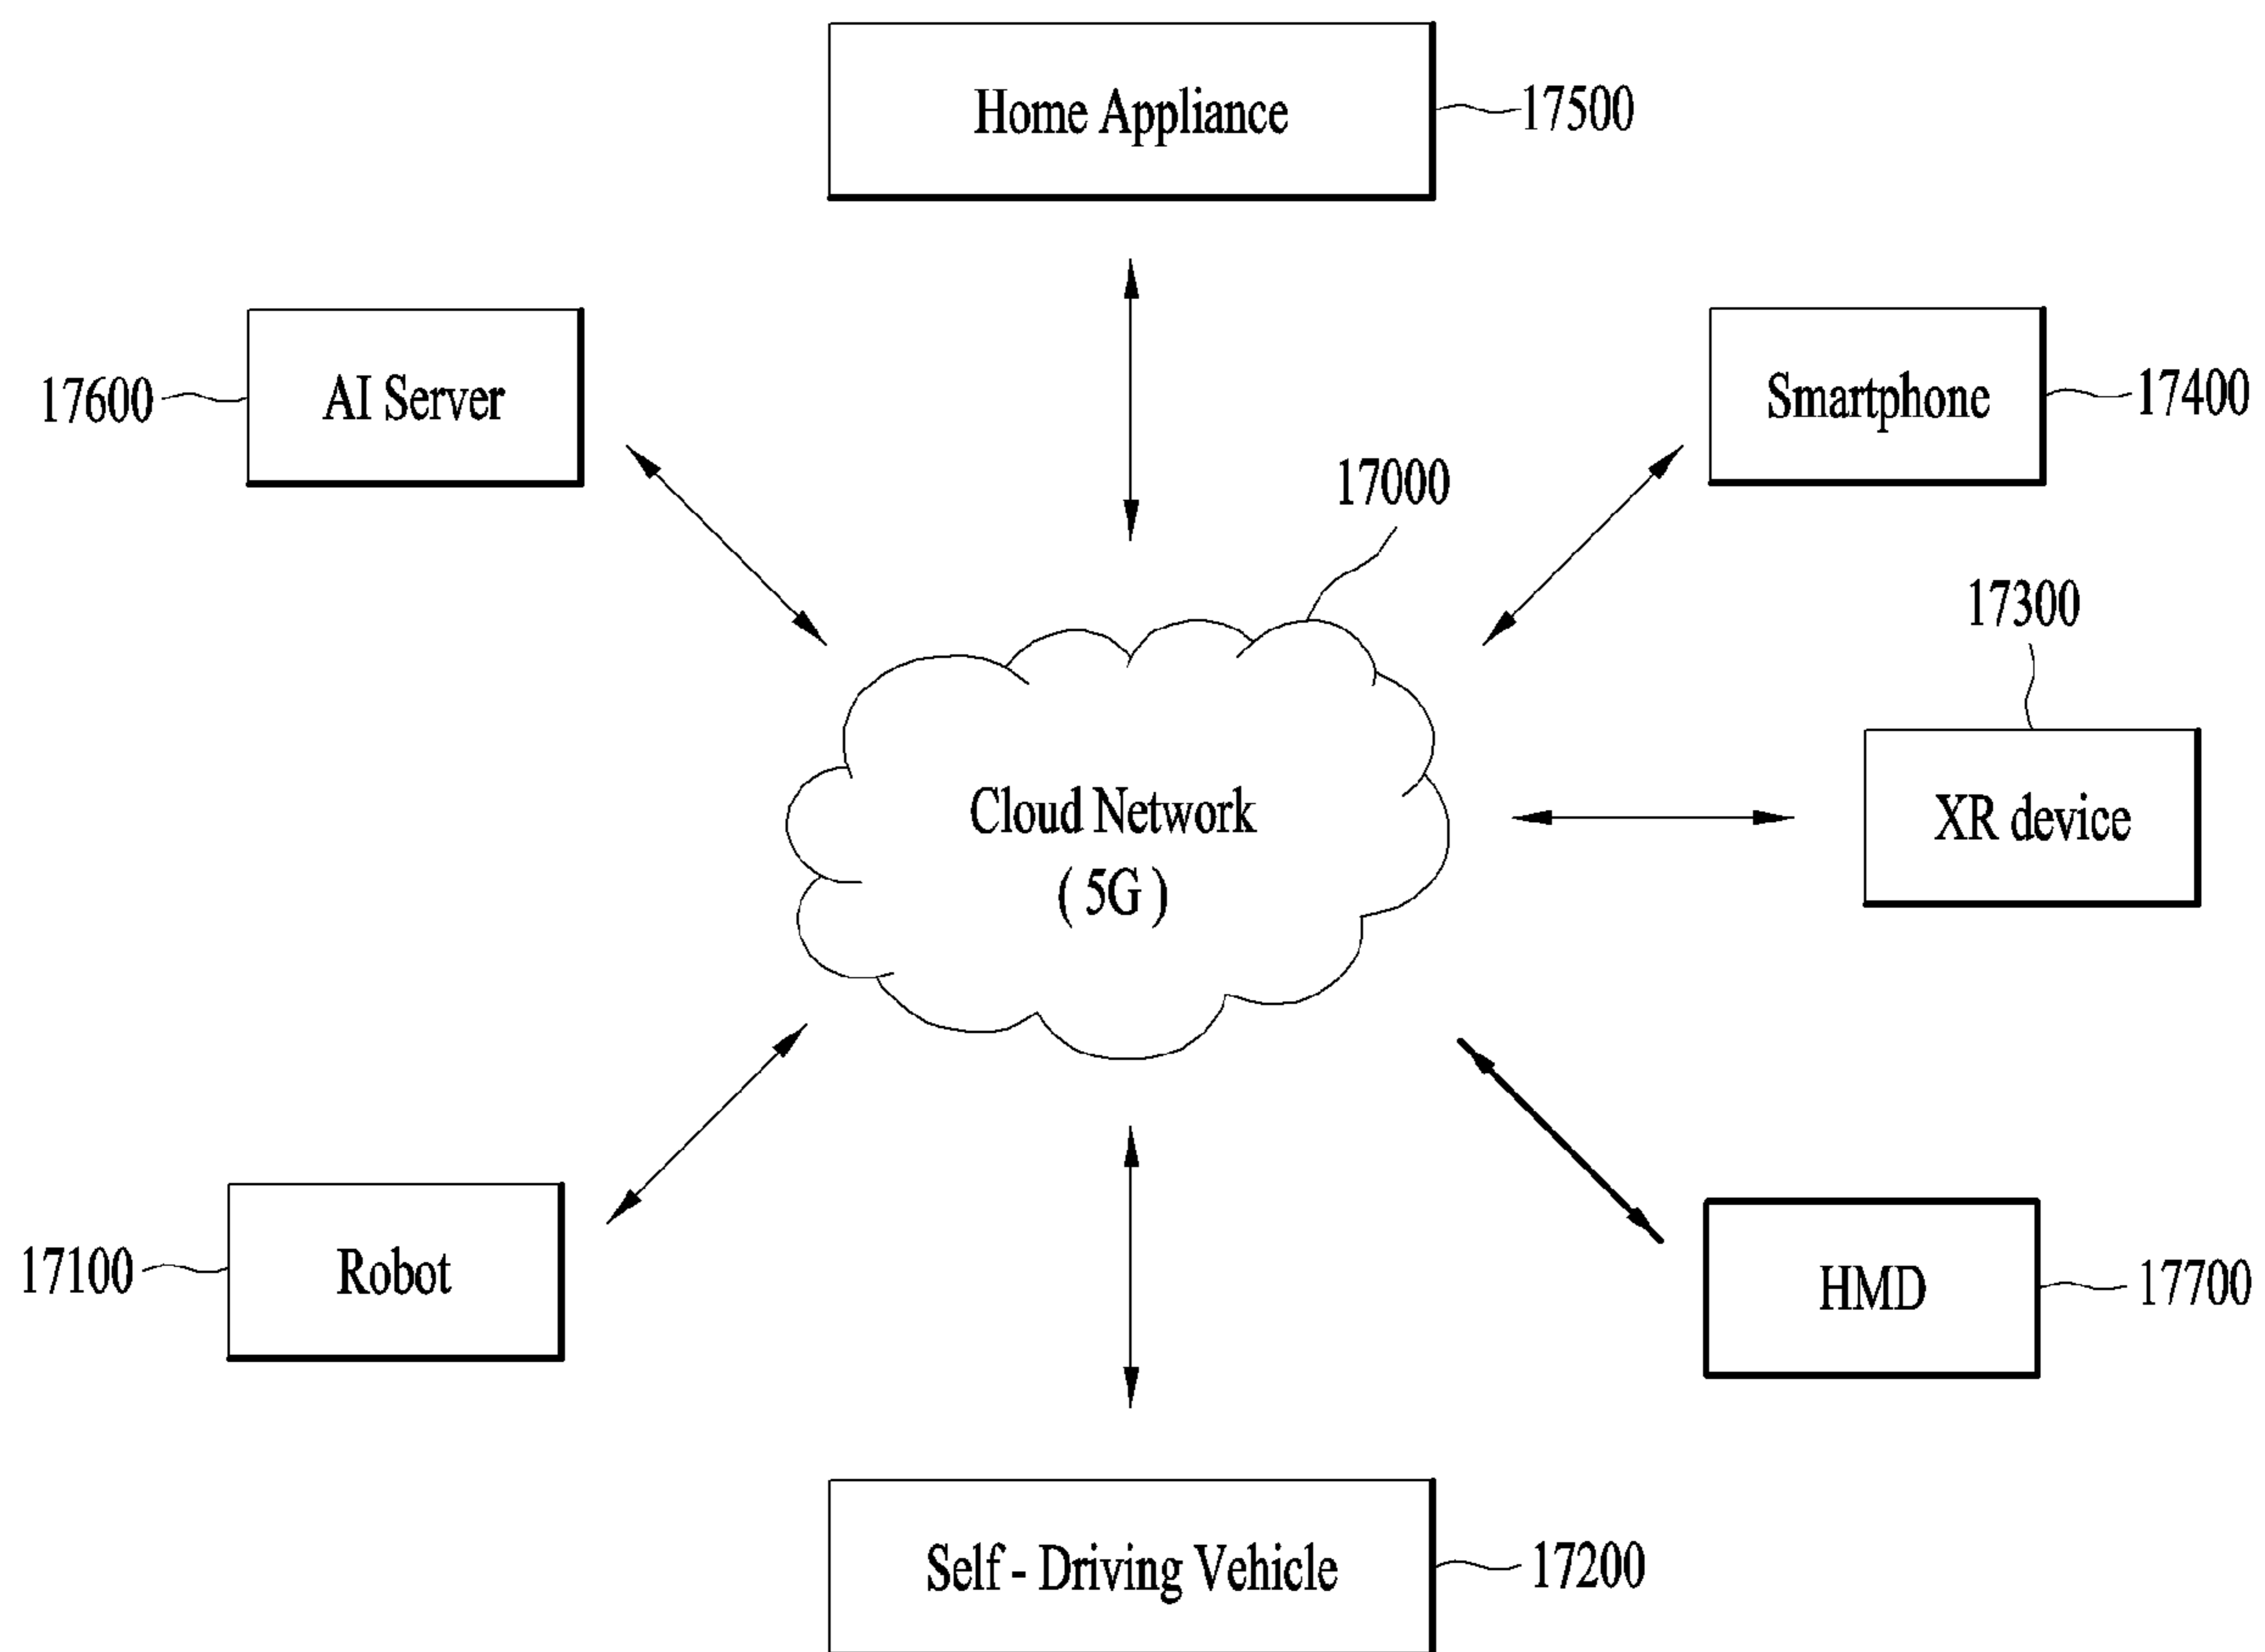 Home Appliance
17500
17600
AI Server
Smartphone
17400
17000
17300
Cloud Network
( 5G )
XR device
17100
Robot
HMD
17700
Self - Driving Vehicle
17200